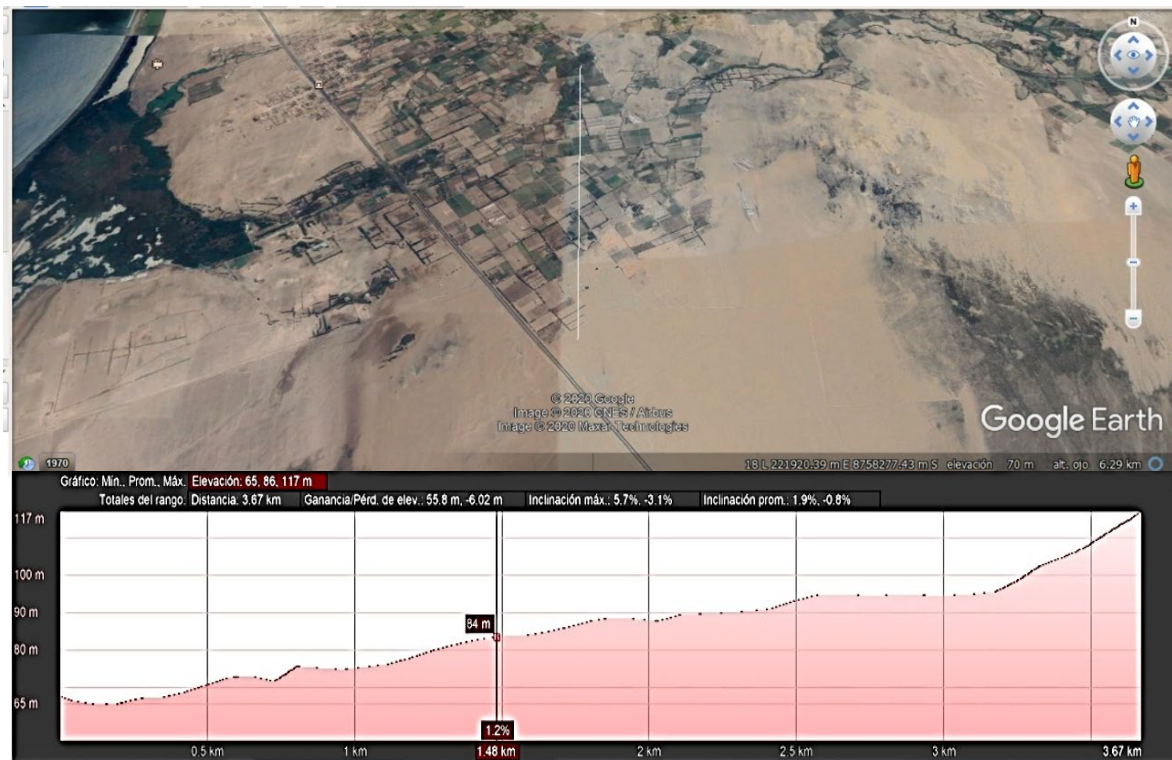 N
© 2020 Google
Image © 2020 CNES / Airbus
Image © 2020 Maxar Technologies
Google Earth
1970
18 L 221920.39 m E 8758277.43 m S elevación 70 m alt. ojo 6.29 km
Gráfico: Mín., Prom., Máx. Elevación: 65, 86, 117 m
Totales del rango: Distancia: 3.67 km Ganancia/Pérd. de elev.: 55.8 m, -6.02 m Inclinación máx.: 5.7%, -3.1% Inclinación prom.: 1.9%, -0.8%
117 m
100 m
90 m
84 m
80 m
65 m
1.2%
0.5 km 1 km 1.48 km 2 km 2.5 km 3 km 3.67 km